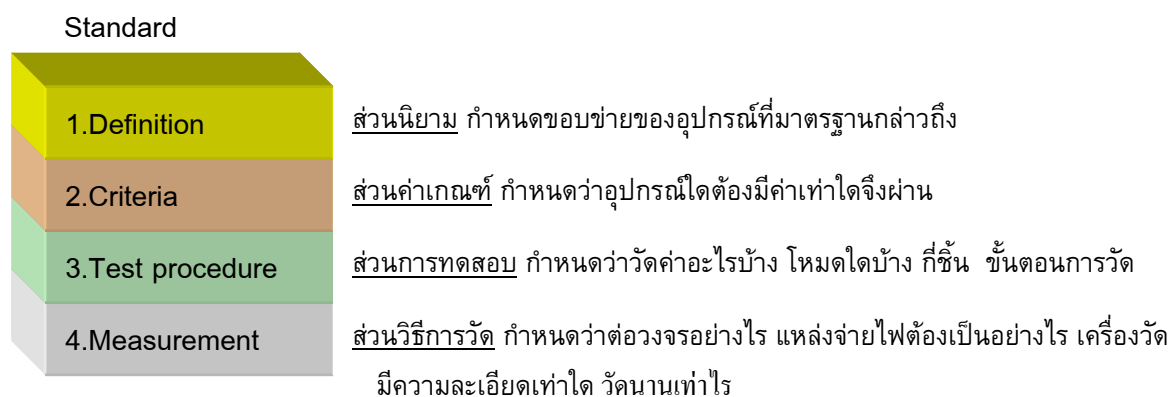 Standard
1.Definition
ส่วนนิยาม กำหนดขอบข่ายของอุปกรณ์ที่มาตรฐานกล่าวถึง
2.Criteria
ส่วนค่าเกณฑ์ กำหนดว่าอุปกรณ์ใดต้องมีค่าเท่าใดจึงผ่าน
3.Test procedure
ส่วนการทดสอบ กำหนดว่าวัดค่าอะไรบ้าง โหมดใดบ้าง กี่ชิ้น ขั้นตอนการวัด
4.Measurement
ส่วนวิธีการวัด กำหนดว่าต่อวงจรอย่างไร แหล่งจ่ายไฟต้องเป็นอย่างไร เครื่องวัด
มีความละเอียดเท่าใด วัดนานเท่าไร